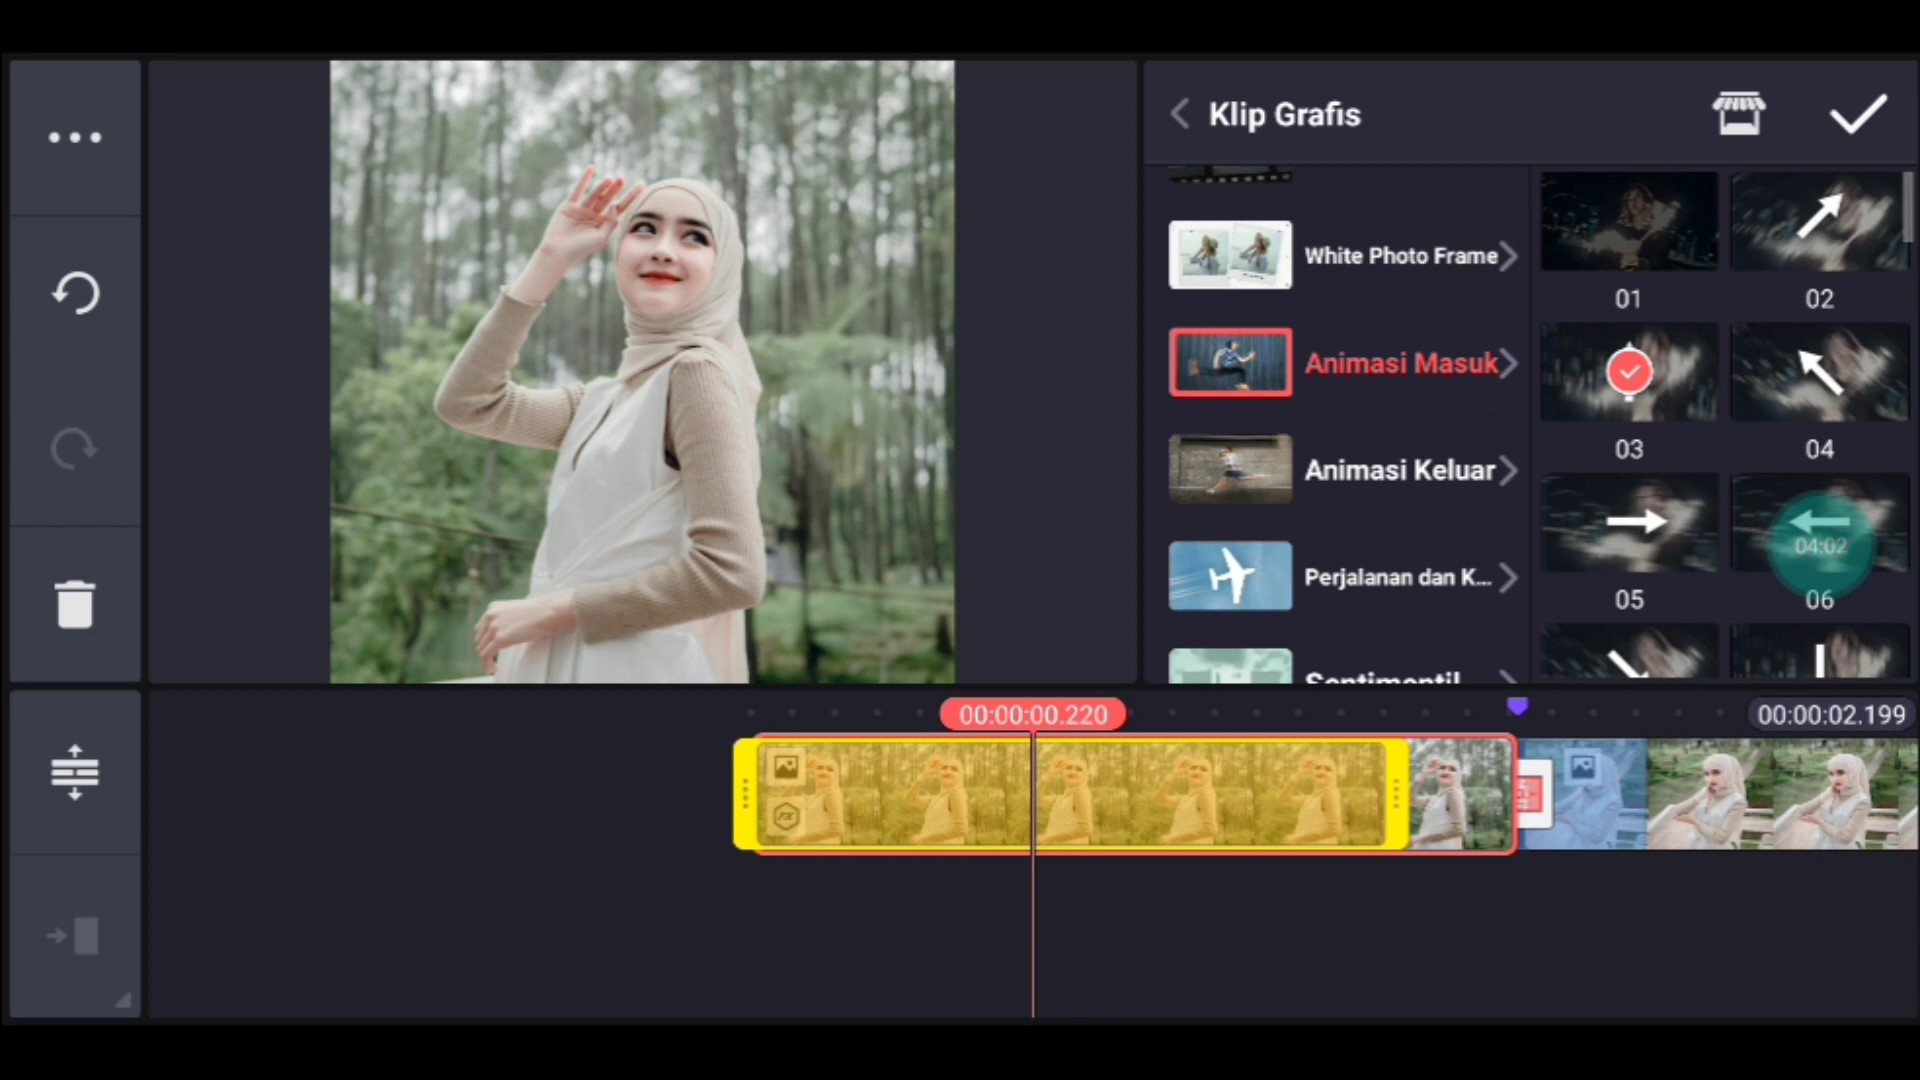 Klip Grafis
White Photo Frame
Animasi Masuk
Animasi Keluar
Perjalanan dan K...
Sentimentil
01
02
03
04
05
04:02
06
00:00:00.220
00:00:02.199